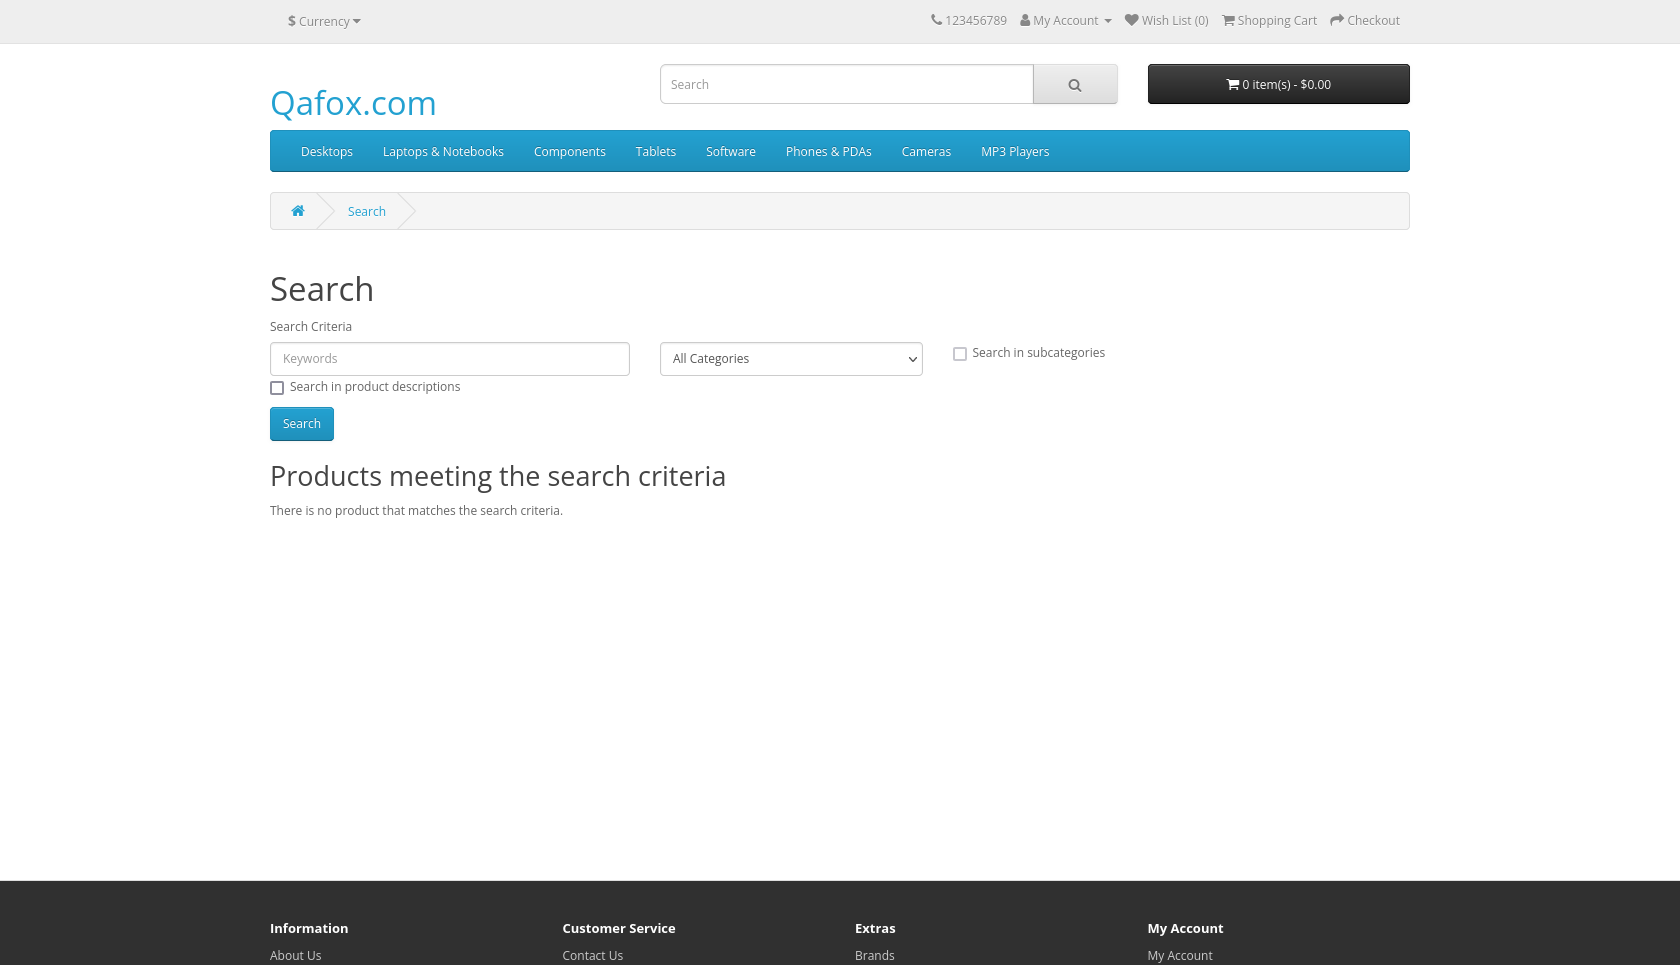 $ Currency
123456789 My Account Wish List (0) Shopping Cart Checkout
Qafox.com
Search
0 item(s) - $0.00
Desktops Laptops & Notebooks Components Tablets Software Phones & PDAs Cameras MP3 Players
Search
Search
Search Criteria
Keywords
All Categories
Search in subcategories
Search in product descriptions
Search
Products meeting the search criteria
There is no product that matches the search criteria.
Information Customer Service Extras My Account
About Us Contact Us Brands My Account